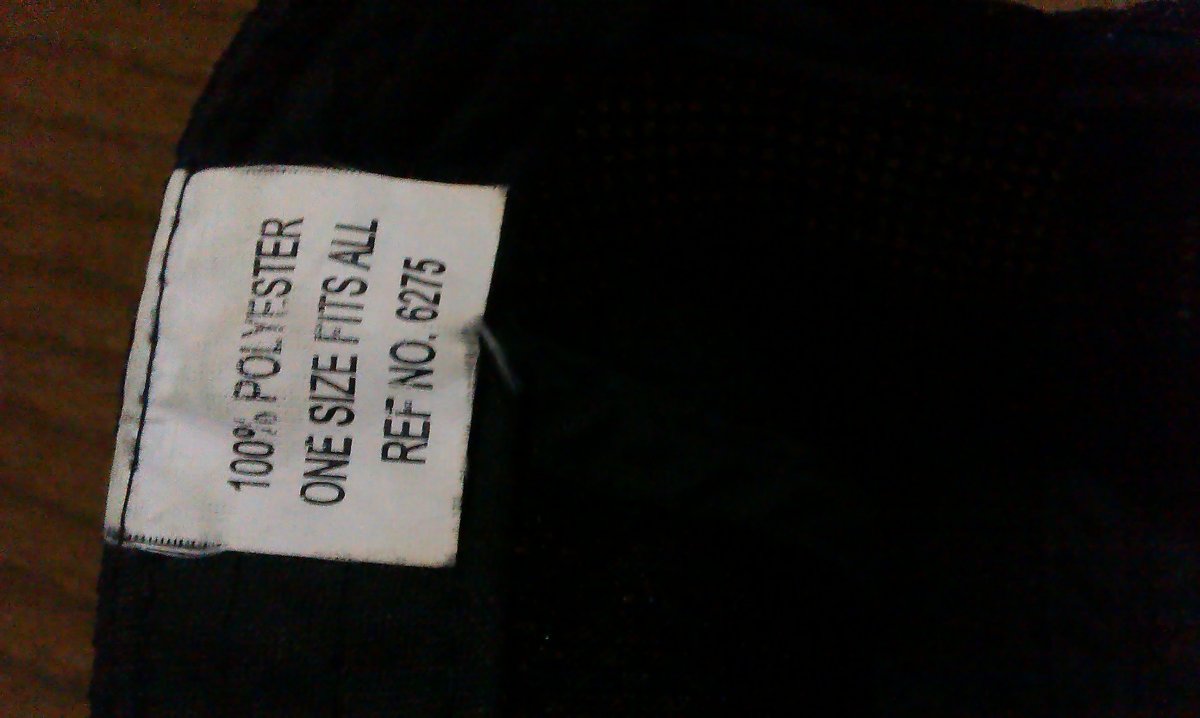 100% POLYESTER
ONE SIZE FITS ALL
REF NO. 6275